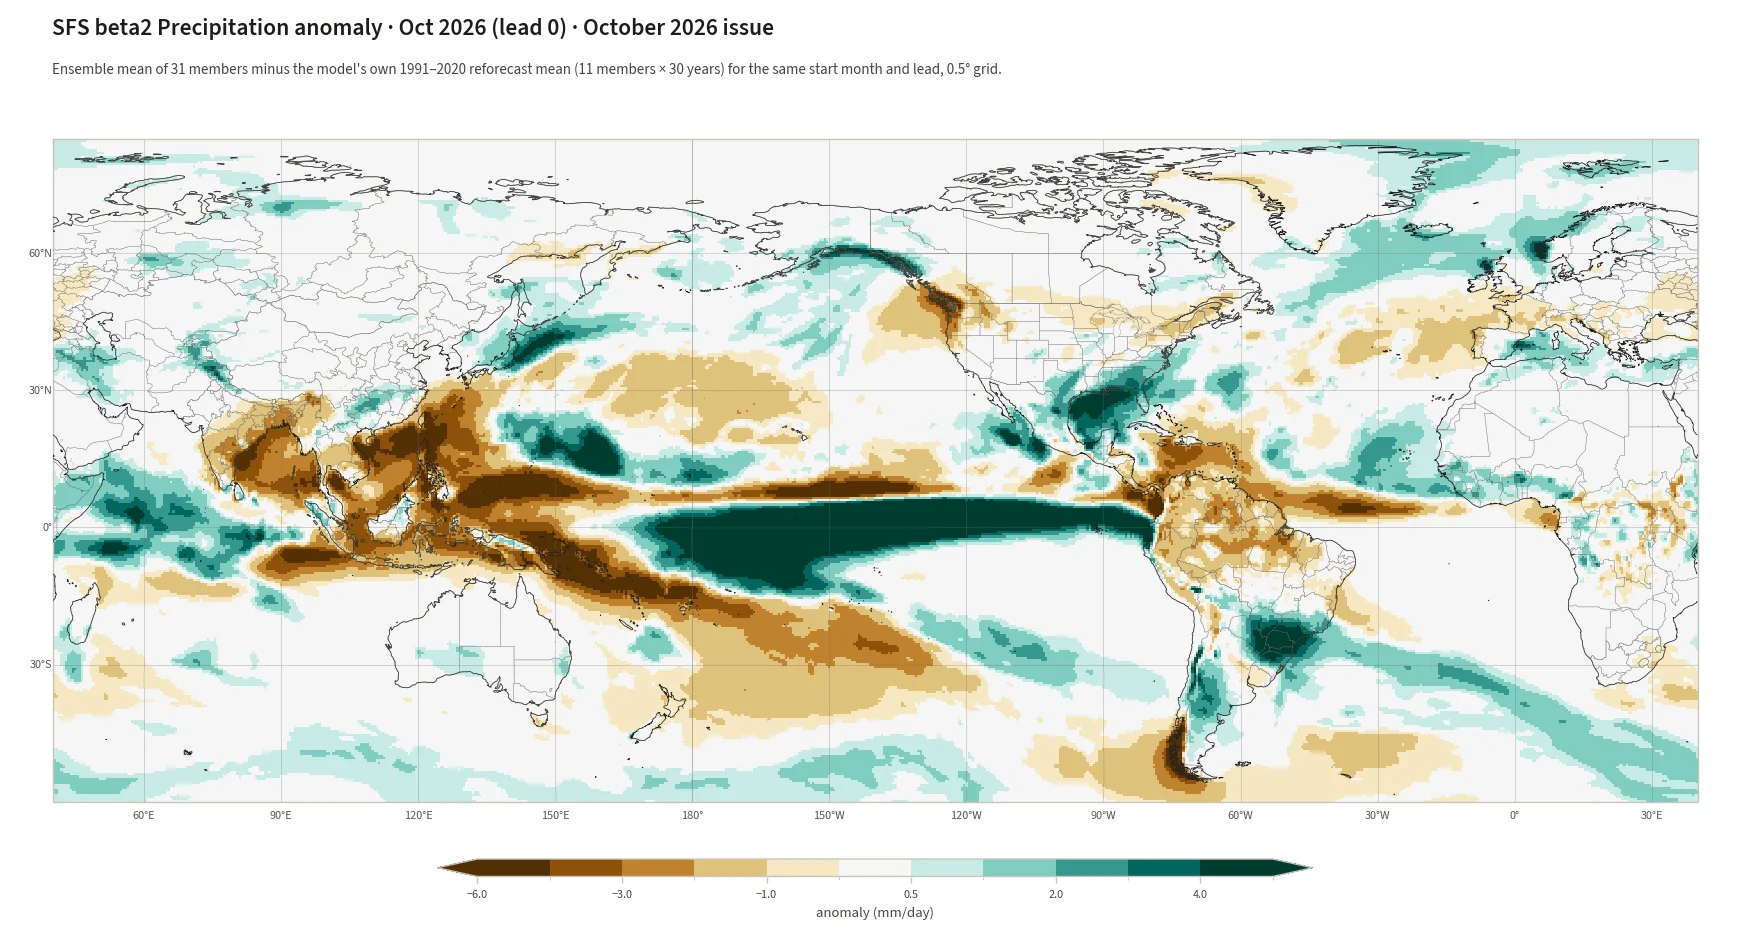 SFS beta2 Precipitation anomaly · Oct 2026 (lead 0) · October 2026 issue
Ensemble mean of 31 members minus the model's own 1991–2020 reforecast mean (11 members × 30 years) for the same start month and lead, 0.5° grid.
60°N
30°N
0°
30°S
60°E 90°E 120°E 150°E 180° 150°W 120°W 90°W 60°W 30°W 0° 30°E
−6.0 −3.0 −1.0 0.5 2.0 4.0
anomaly (mm/day)